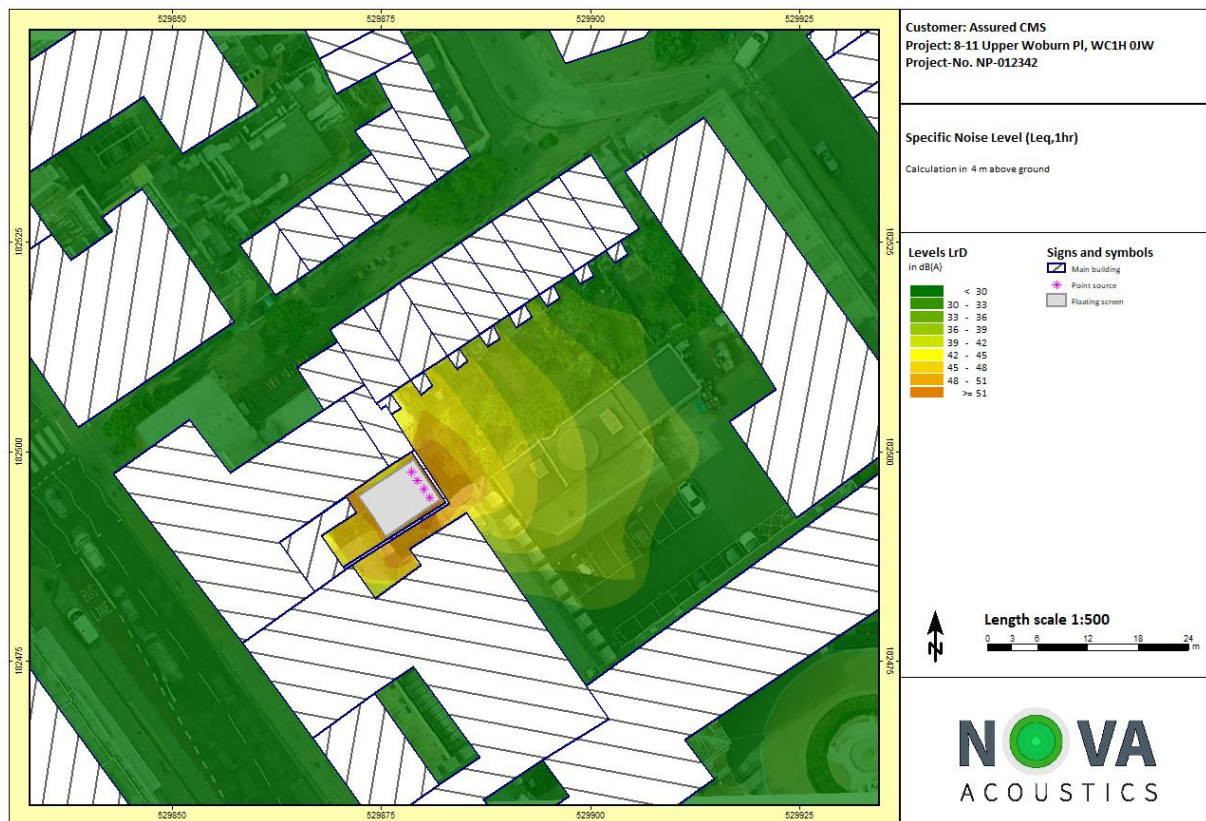 529850 529875 529900 529925
182525 182525
182500 182500
182475 182475
529850 529875 529900 529925
BUS
LANE
Customer: Assured CMS
Project: 8-11 Upper Woburn Pl, WC1H 0JW
Project-No. NP-012342
Specific Noise Level (Leq,1hr)
Calculation in 4 m above ground
Levels LrD
in dB(A)
< 30
30 - 33
33 - 36
36 - 39
39 - 42
42 - 45
45 - 48
48 - 51
>= 51
Signs and symbols
Main building
Point source
Floating screen
N
Length scale 1:500
0 3 6 12 18 24
m
NOVA
ACOUSTICS